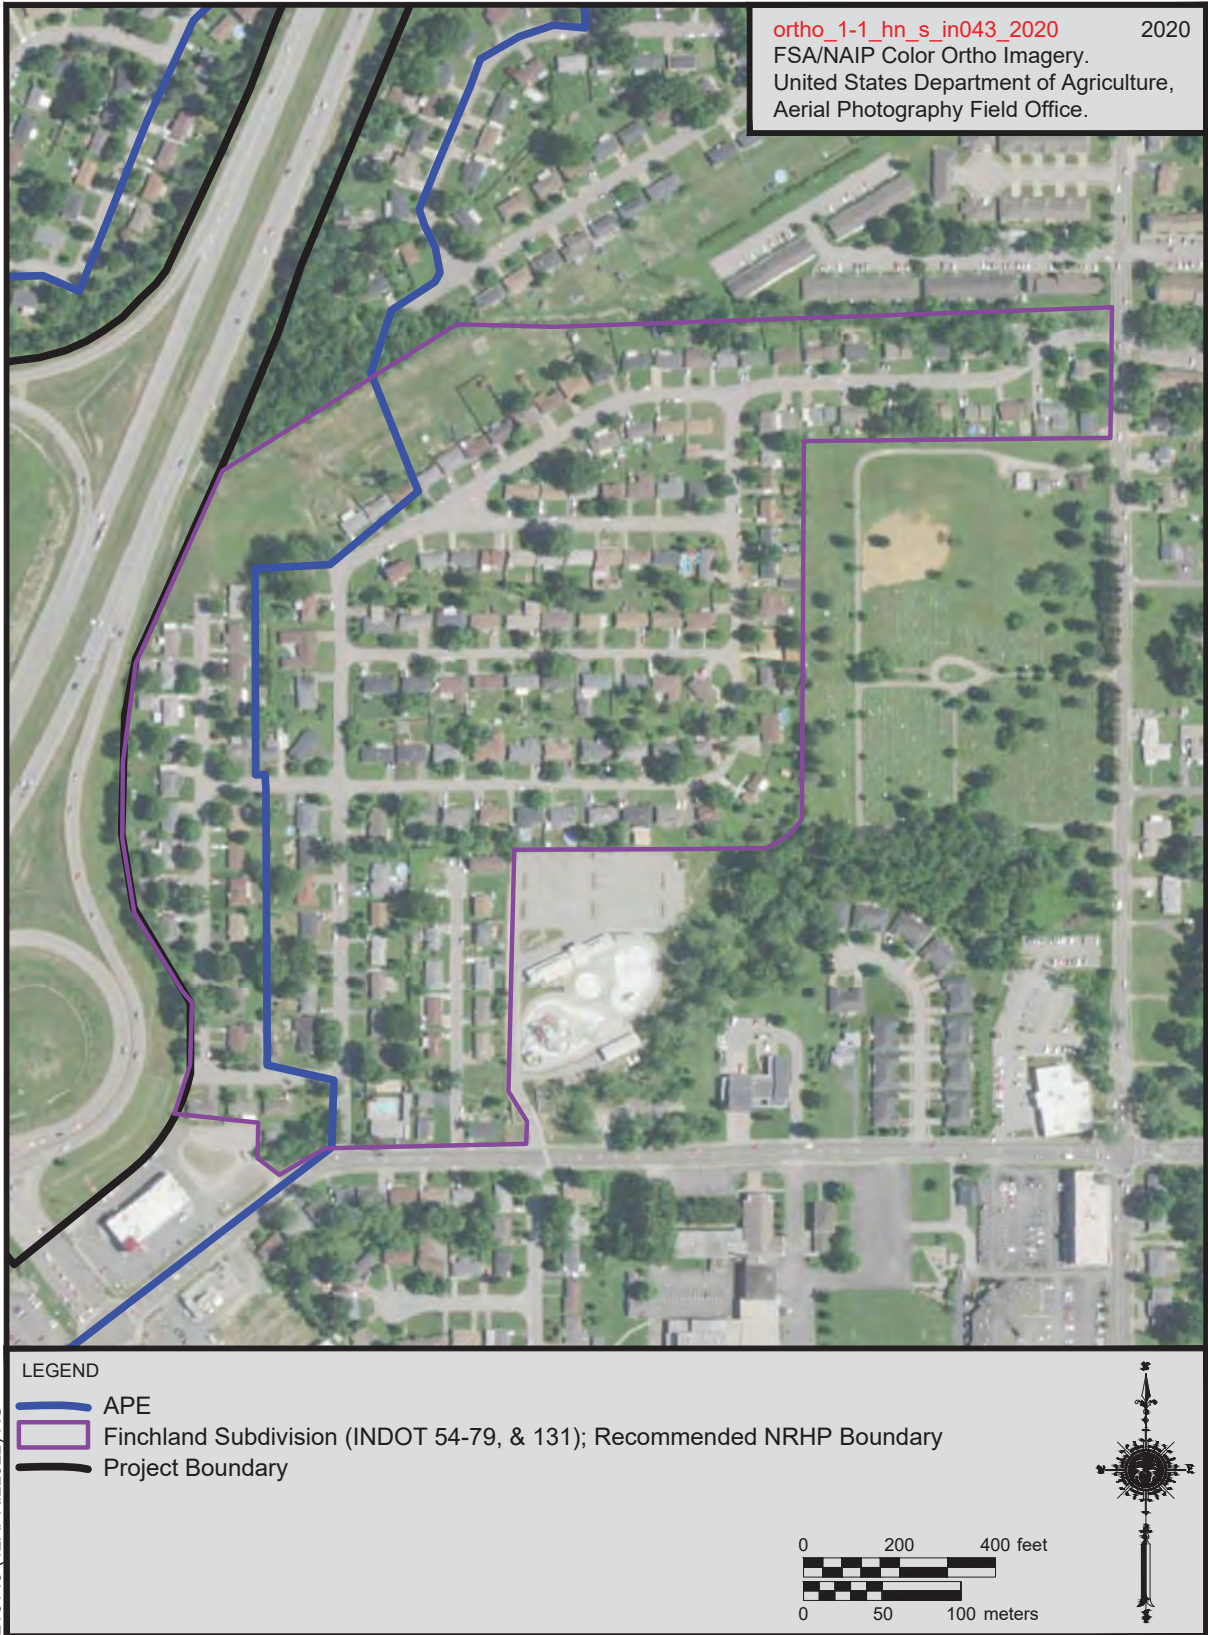 ortho_1-1_hn_s_in043_2020 2020
FSA/NAIP Color Ortho Imagery.
United States Department of Agriculture,
Aerial Photography Field Office.
LEGEND
APE
Finchland Subdivision (INDOT 54-79, & 131); Recommended NRHP Boundary
Project Boundary
0 200 400 feet
0 50 100 meters